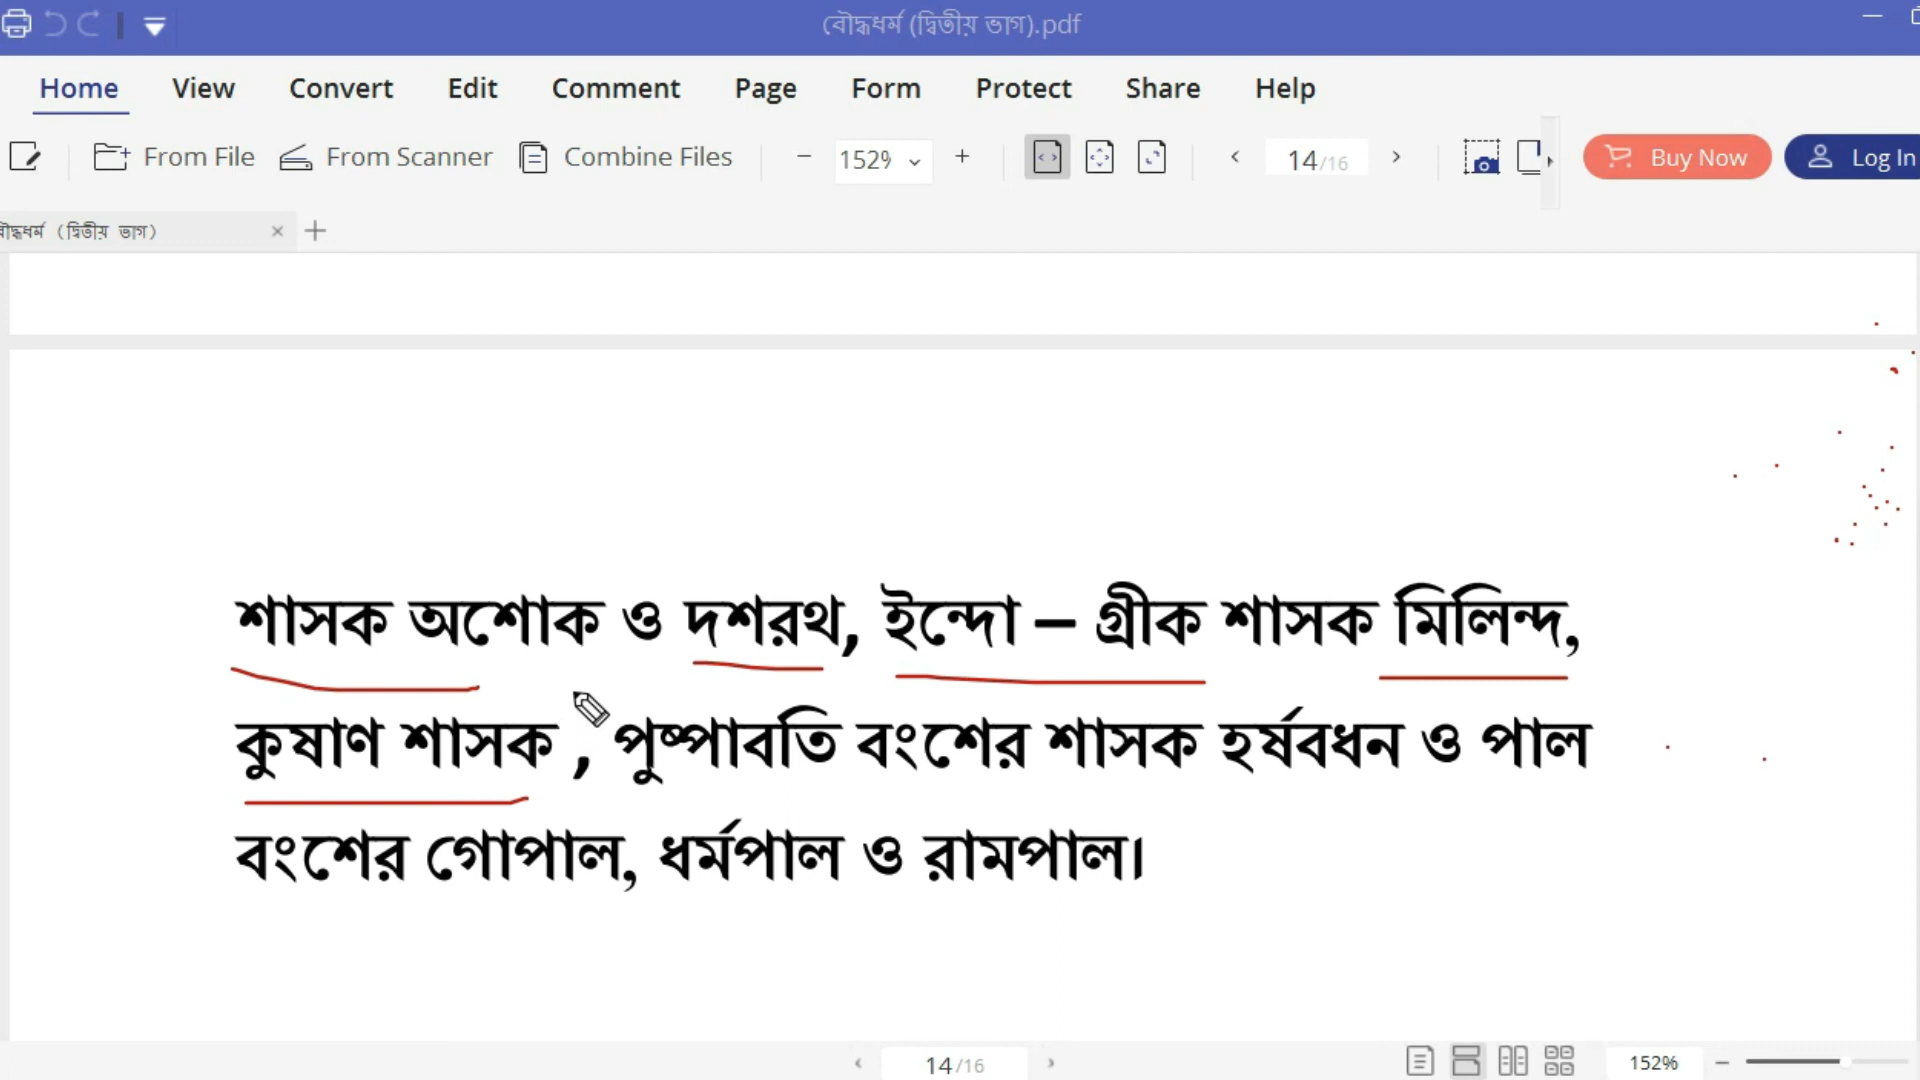 বৌদ্ধধর্ম (দ্বিতীয় ভাগ).pdf
Home View Convert Edit Comment Page Form Protect Share Help
From File From Scanner Combine Files 152% 14/16 Buy Now Log In
বৌদ্ধধর্ম (দ্বিতীয় ভাগ)
শাসক অশোক ও দশরথ, ইন্দো – গ্রীক শাসক মিলিন্দ,
কুষাণ শাসক , পুষ্পাবতি বংশের শাসক হর্ষবধন ও পাল
বংশের গোপাল, ধর্মপাল ও রামপাল।
14/16 152%